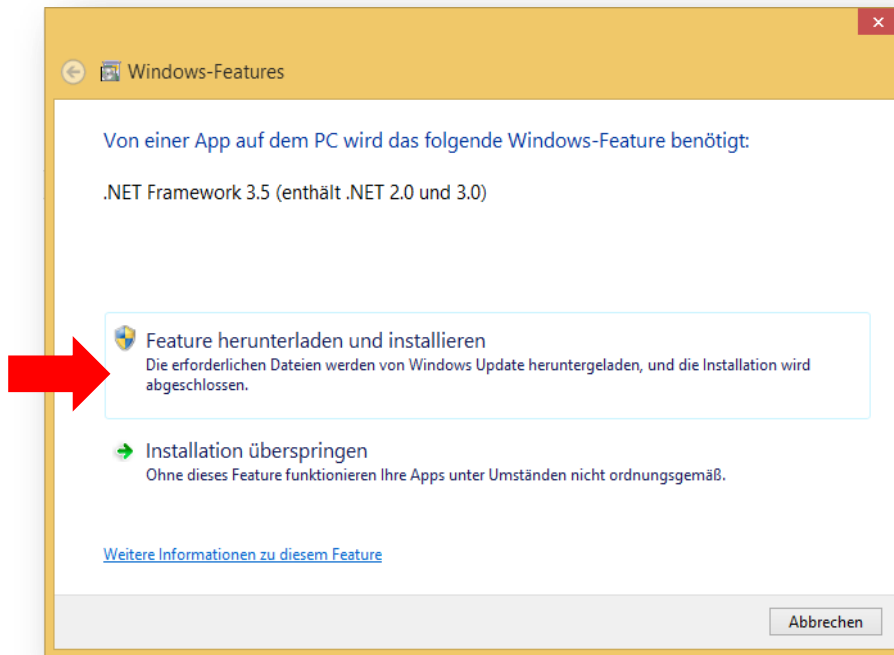 Windows-Features
Von einer App auf dem PC wird das folgende Windows-Feature benötigt:
.NET Framework 3.5 (enthält .NET 2.0 und 3.0)
Feature herunterladen und installieren
Die erforderlichen Dateien werden von Windows Update heruntergeladen, und die Installation wird
abgeschlossen.
Installation überspringen
Ohne dieses Feature funktionieren Ihre Apps unter Umständen nicht ordnungsgemäß.
Weitere Informationen zu diesem Feature
Abbrechen